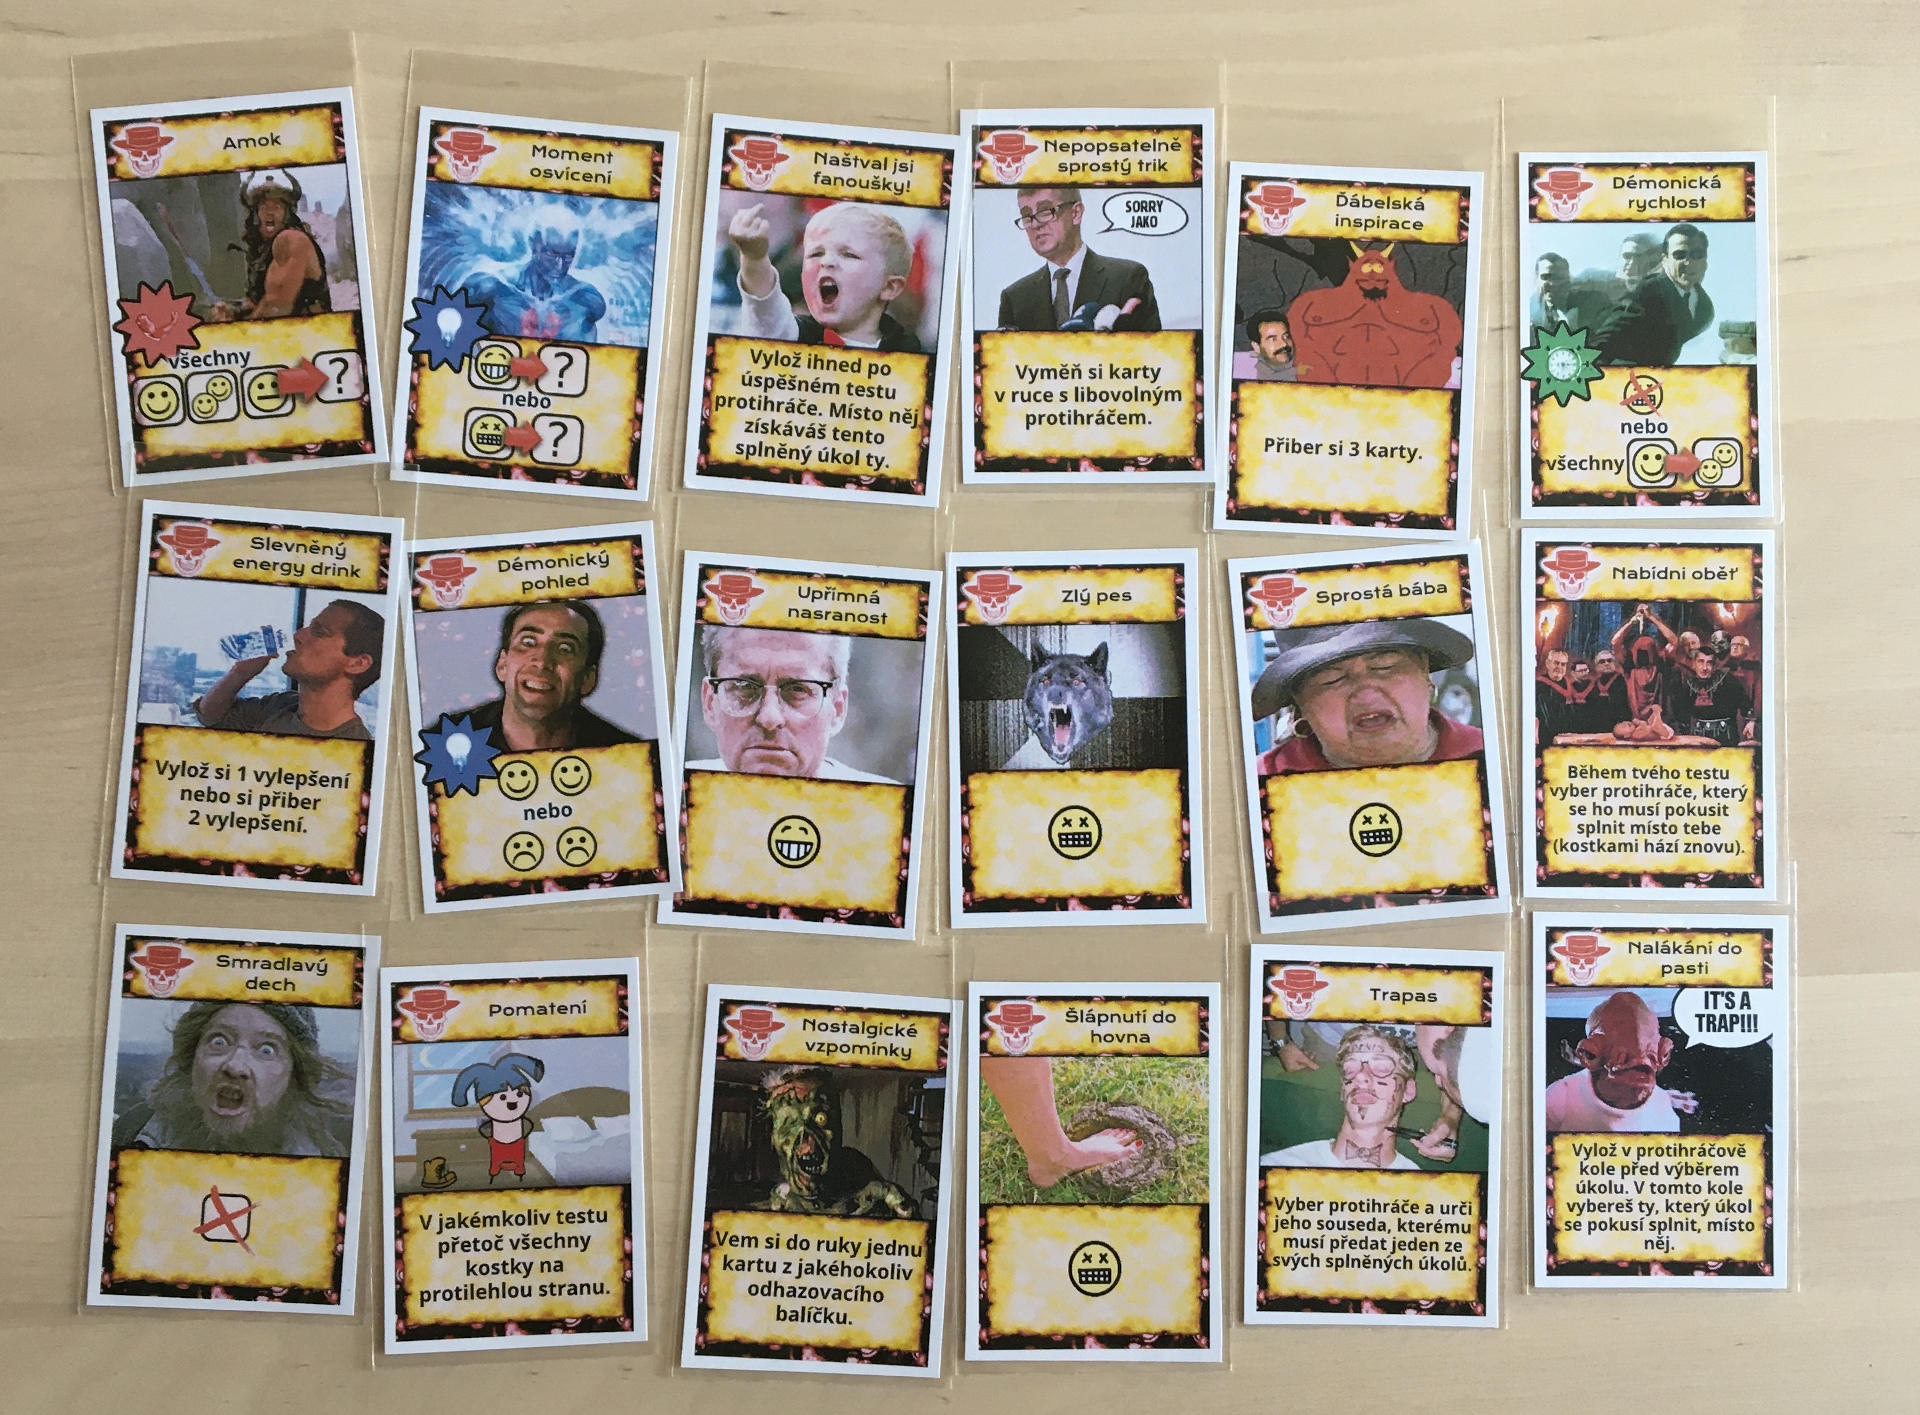 Amok
všechny
?
Moment
osvícení
?
nebo
?
Naštval jsi
fanoušky!
Vylož ihned po
úspěšném testu
protihráče. Místo něj
získáváš tento
splněný úkol ty.
Nepopsatelně
sprostý trik
SORRY
JAKO
Vyměň si karty
v ruce s libovolným
protihráčem.
Ďábelská
inspirace
Přiber si 3 karty.
Démonická
rychlost
nebo
všechny
Slevněný
energy drink
Vylož si 1 vylepšení
nebo si přiber
2 vylepšení.
Démonický
pohled
nebo
Upřímná
nasranost
Zlý pes
Sprostá bába
Nabídni oběť
Během tvého testu
vyber protihráče, který
se ho musí pokusit
splnit místo tebe
(kostkami hází znovu).
Smradlavý
dech
Pomatení
V jakémkoliv testu
přetoč všechny
kostky na
protilehlou stranu.
Nostalgické
vzpomínky
Vem si do ruky jednu
kartu z jakéhokoliv
odhazovacího
balíčku.
Šlápnutí do
hovna
Trapas
Vyber protihráče a urči
jeho souseda, kterému
musí předat jeden ze
svých splněných úkolů.
Nalákání do
pasti
IT'S A
TRAP!!!
Vylož v protihráčově
kole před výběrem
úkolu. V tomto kole
vybereš ty, který úkol
se pokusí splnit, místo
něj.